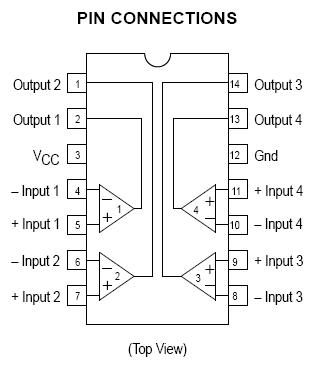 PIN CONNECTIONS
Output 2 1 14 Output 3
Output 1 2 13 Output 4
VCC 3 12 Gnd
– Input 1 4 – + 11 + Input 4
1 4
+ Input 1 5 + – 10 – Input 4
– Input 2 6 – + 9 + Input 3
2 3
+ Input 2 7 + – 8 – Input 3
(Top View)